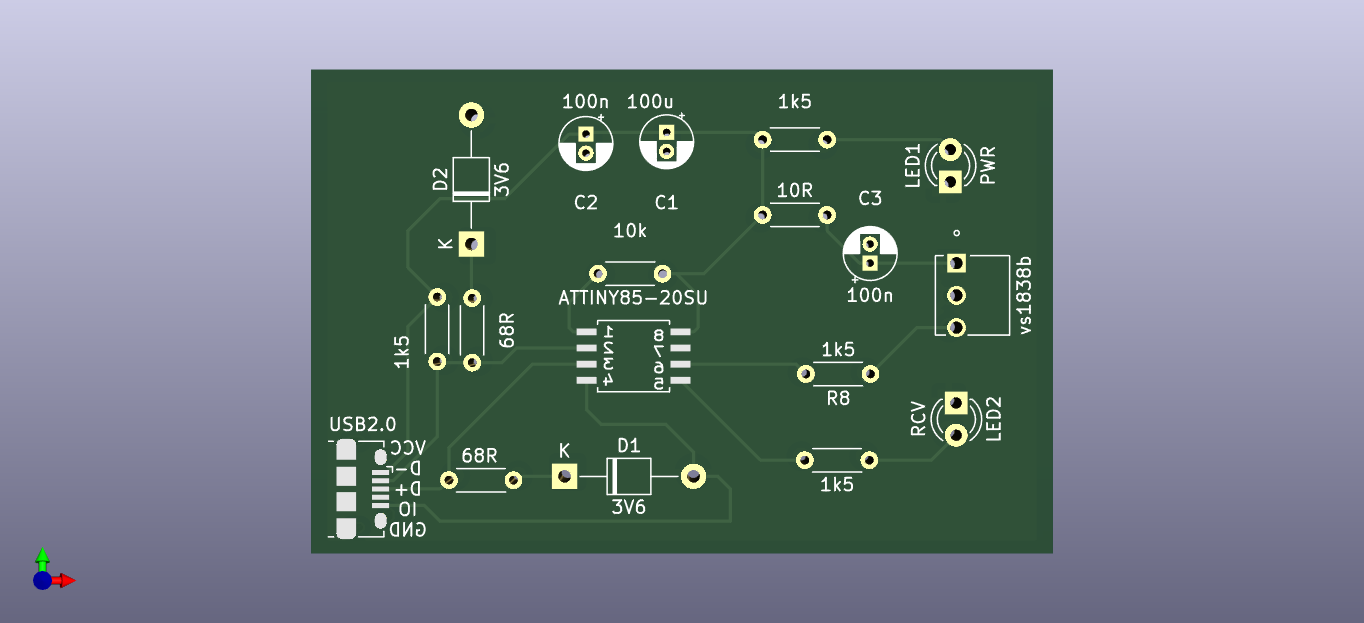 100n
100u
1k5
LED1
PWR
D2
3V6
C2
C1
10R
C3
K
10k
ATTINY85-20SU
100n
vs1838b
1k5
68R
1
2
3
4
8
7
6
5
1k5
R8
RCV
LED2
USB2.0
VCC
D-
D+
IO
GND
68R
K
D1
3V6
1k5